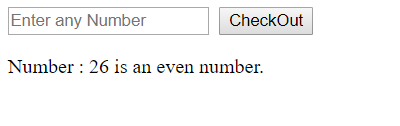 Enter any Number CheckOut
Number : 26 is an even number.